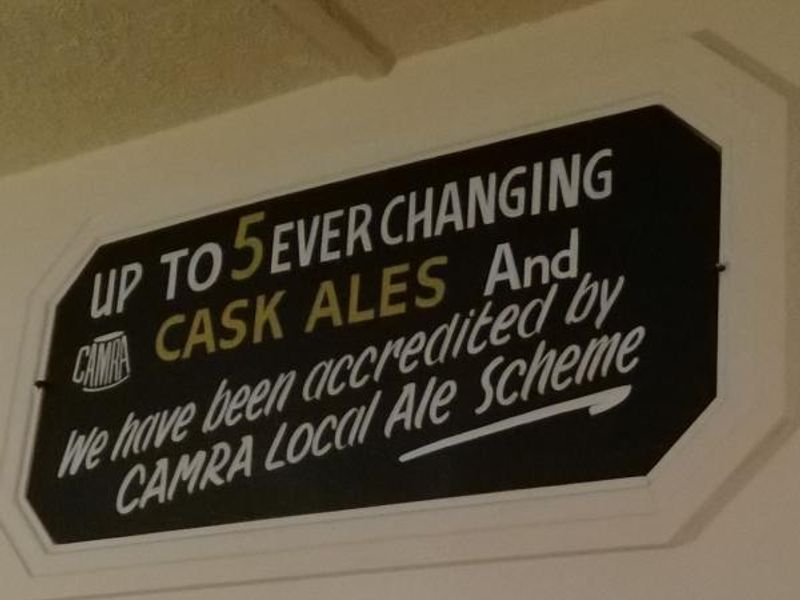 UP TO 5 EVER CHANGING
CASK ALES And
CAMRA
We have been accredited by
CAMRA Local Ale Scheme